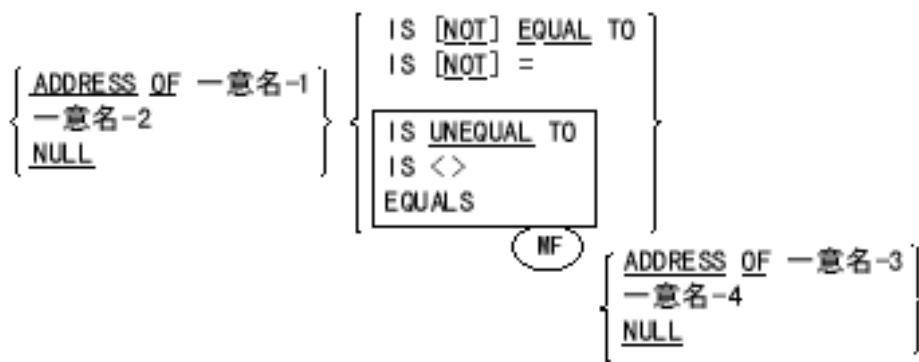 ADDRESS OF 一意名-1
一意名-2
NULL
IS [NOT] EQUAL TO
IS [NOT] =
IS UNEQUAL TO
IS <>
EQUALS
MF
ADDRESS OF 一意名-3
一意名-4
NULL